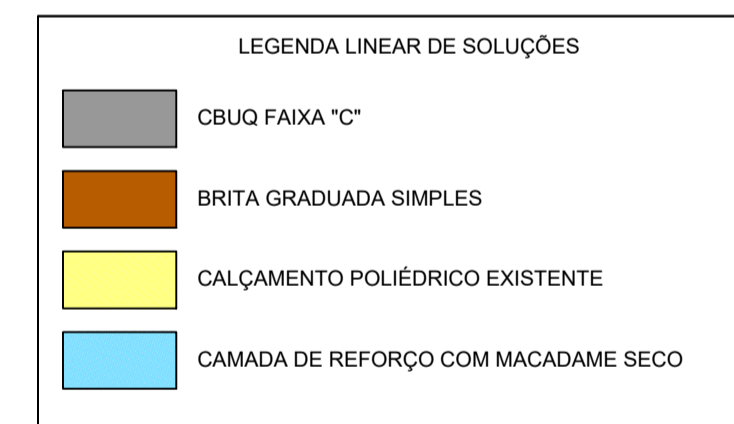 LEGENDA LINEAR DE SOLUÇÕES
CBUQ FAIXA "C"
BRITA GRADUADA SIMPLES
CALÇAMENTO POLIÉDRICO EXISTENTE
CAMADA DE REFORÇO COM MACADAME SECO